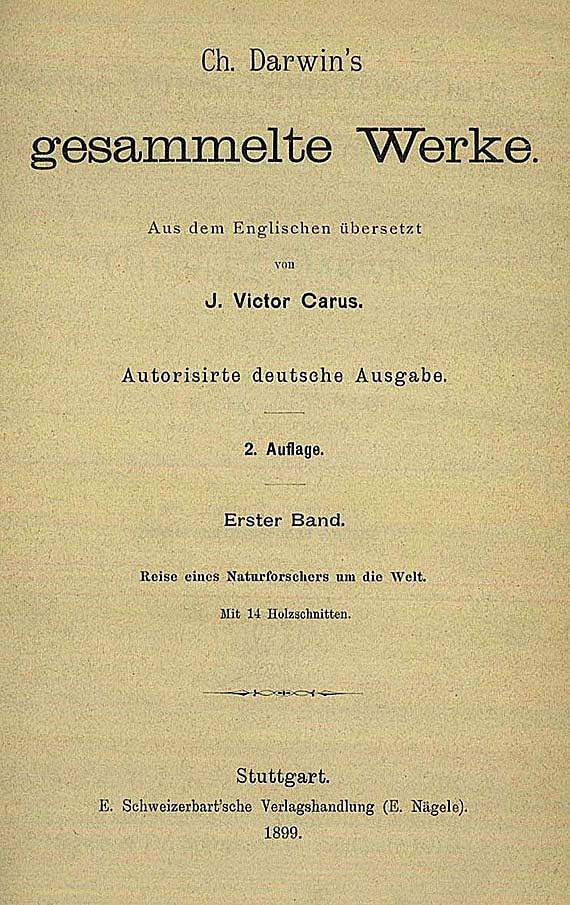 Ch. Darwin's
gesammelte Werke.
Aus dem Englischen übersetzt
von
J. Victor Carus.
Autorisirte deutsche Ausgabe.
2. Auflage.
Erster Band.
Reise eines Naturforschers um die Welt.
Mit 14 Holzschnitten.
Stuttgart.
E. Schweizerbart'sche Verlagshandlung (E. Nägele).
1899.